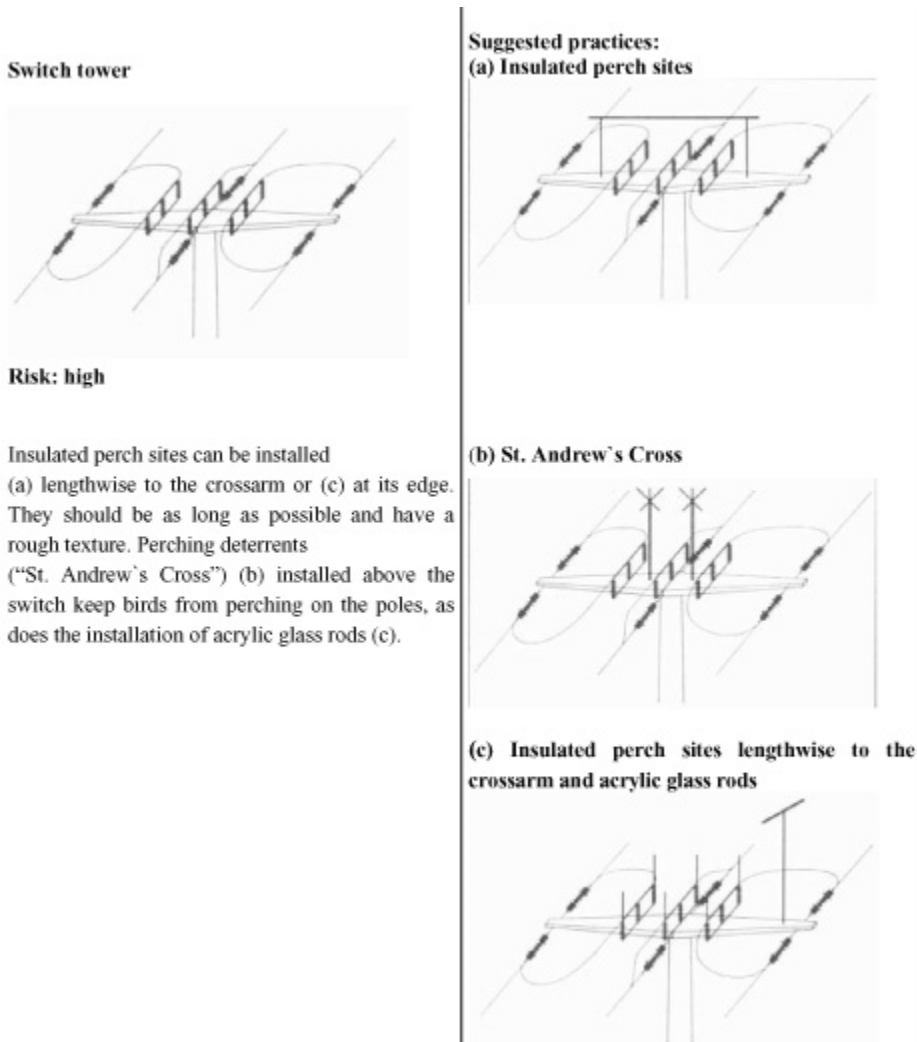 Switch tower
Risk: high
Insulated perch sites can be installed
(a) lengthwise to the crossarm or (c) at its edge.
They should be as long as possible and have a
rough texture. Perching deterrents
(“St. Andrew`s Cross”) (b) installed above the
switch keep birds from perching on the poles, as
does the installation of acrylic glass rods (c).
Suggested practices:
(a) Insulated perch sites
(b) St. Andrew`s Cross
(c) Insulated perch sites lengthwise to the
crossarm and acrylic glass rods